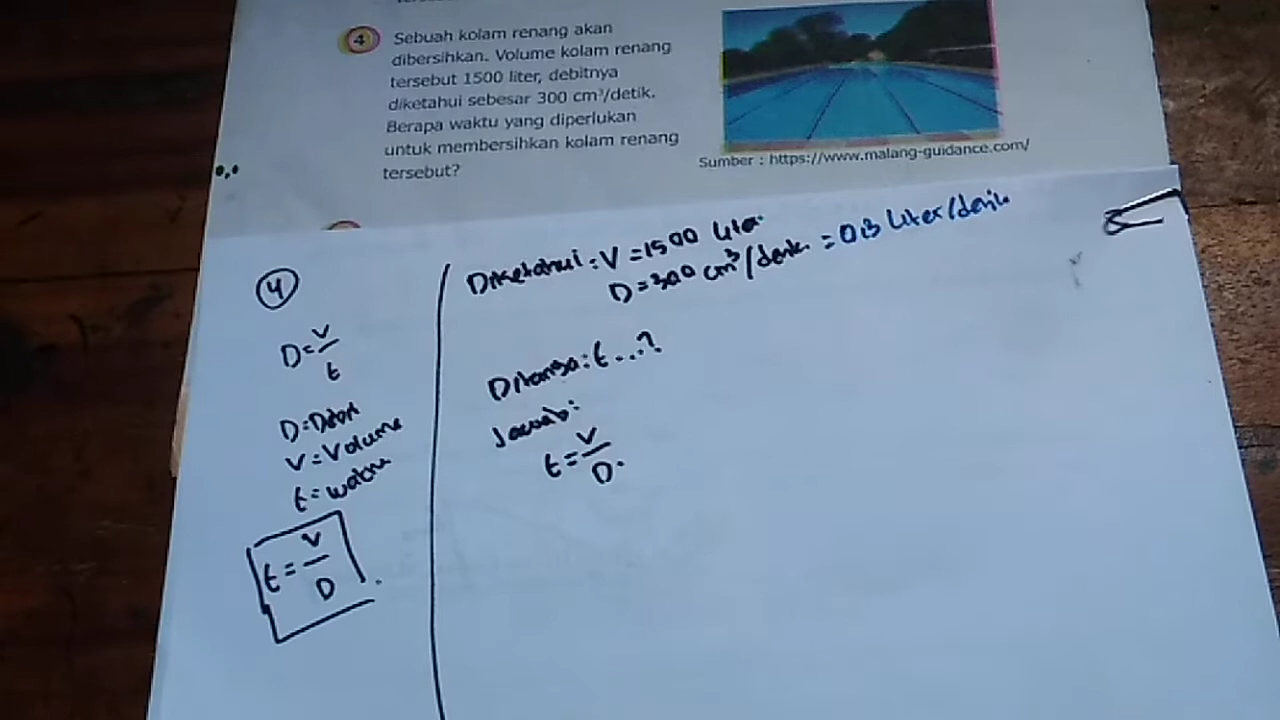 4
Sebuah kolam renang akan
dibersihkan. Volume kolam renang
tersebut 1500 liter, debitnya
diketahui sebesar 300 cm³/detik.
Berapa waktu yang diperlukan
untuk membersihkan kolam renang
tersebut?
Sumber : https://www.malang-guidance.com/
4
D = V/t
D = Debit
V = Volume
t = waktu
t = V/D
Diketahui : V = 1500 liter
D = 300 cm³/detik = 0,3 liter/detik
Ditanya : t...?
Jawab :
t = V/D